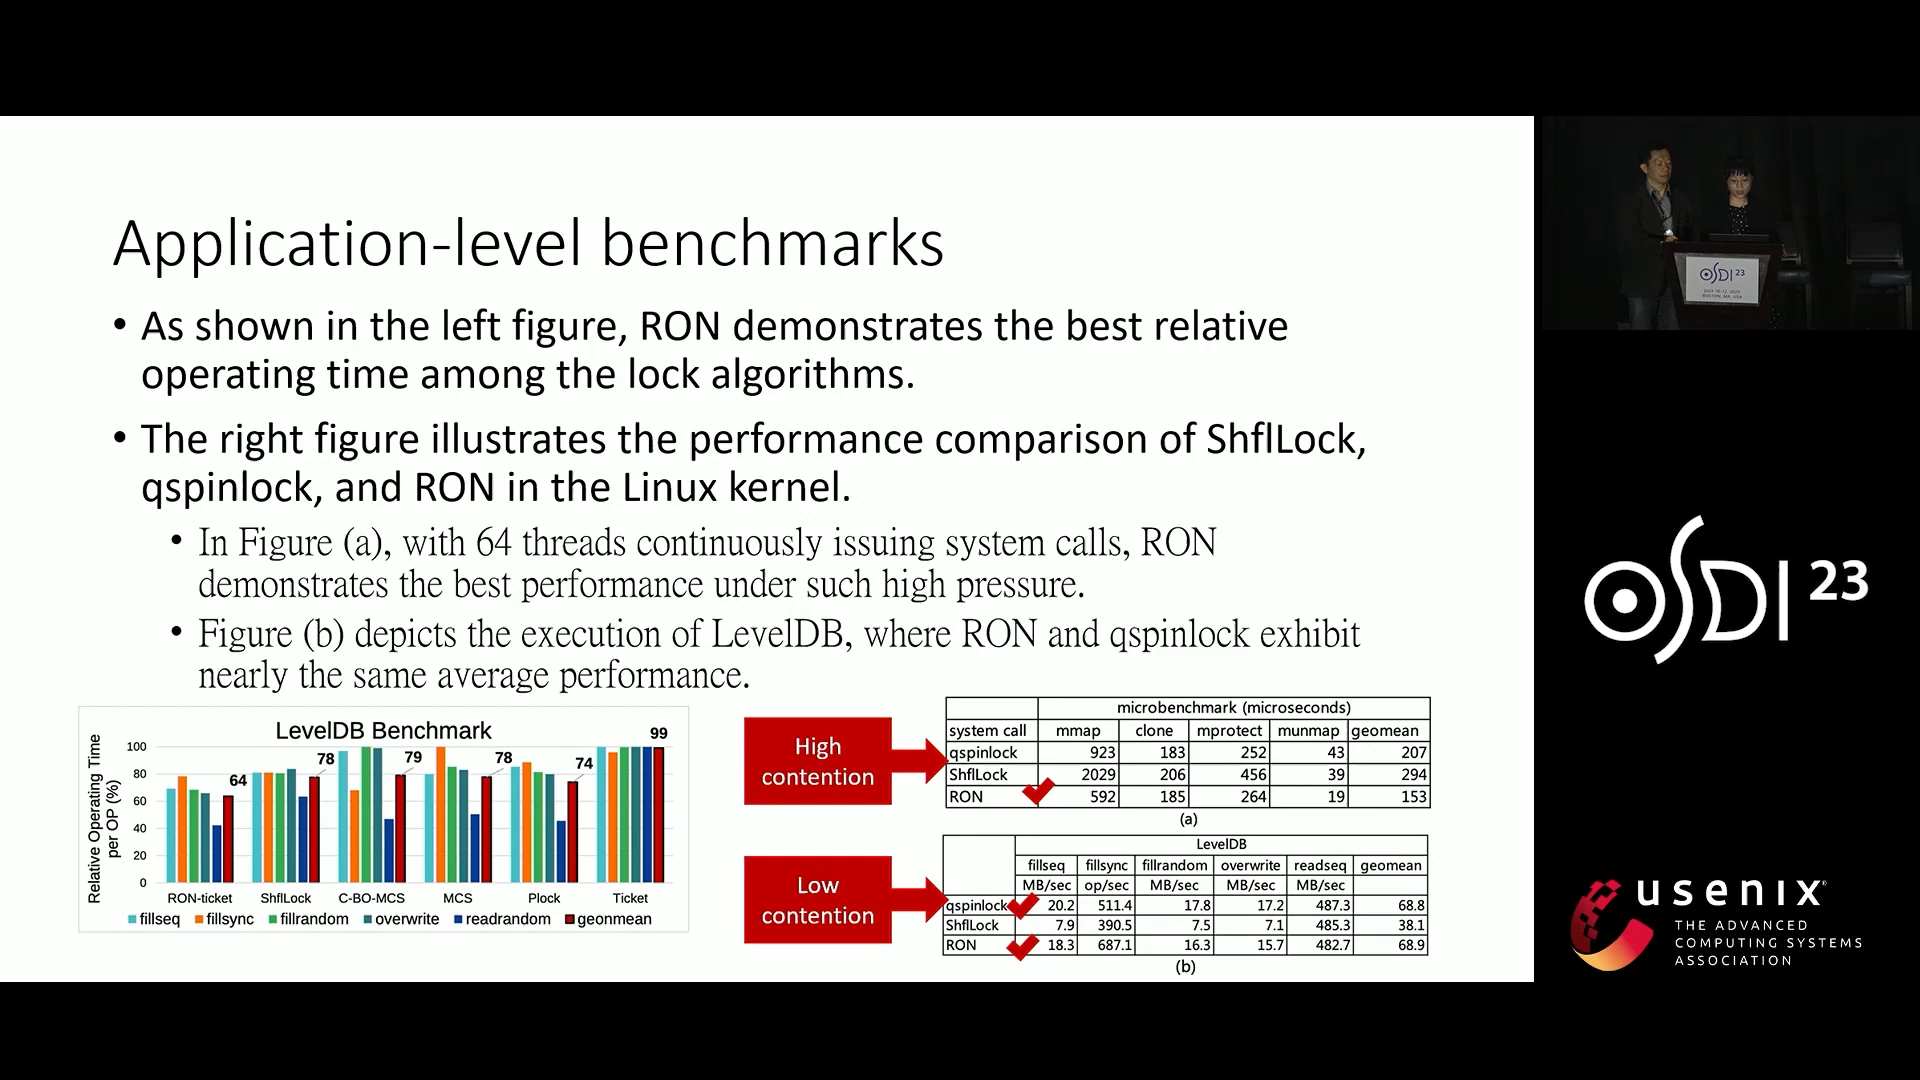 Application-level benchmarks
• As shown in the left figure, RON demonstrates the best relative
operating time among the lock algorithms.
• The right figure illustrates the performance comparison of ShflLock,
qspinlock, and RON in the Linux kernel.
• In Figure (a), with 64 threads continuously issuing system calls, RON
demonstrates the best performance under such high pressure.
• Figure (b) depicts the execution of LevelDB, where RON and qspinlock exhibit
nearly the same average performance.
LevelDB Benchmark
Relative Operating Time
per OP (%)
100
80
60
40
20
0
64
78
79
78
74
99
RON-ticket ShflLock C-BO-MCS MCS Plock Ticket
fillseq fillsync fillrandom overwrite readrandom geonmean
High
contention
Low
contention
microbenchmark (microseconds)
system call mmap clone mprotect munmap geomean
qspinlock 923 183 252 43 207
ShflLock 2029 206 456 39 294
RON 592 185 264 19 153
(a)
LevelDB
fillseq fillsync fillrandom overwrite readseq geomean
MB/sec op/sec MB/sec MB/sec MB/sec
qspinlock 20.2 511.4 17.8 17.2 487.3 68.8
ShflLock 7.9 390.5 7.5 7.1 485.3 38.1
RON 18.3 687.1 16.3 15.7 482.7 68.9
(b)
OSDI 23
JULY 10–12, 2023
BOSTON, MA, USA
OSDI 23
usenix®
THE ADVANCED
COMPUTING SYSTEMS
ASSOCIATION